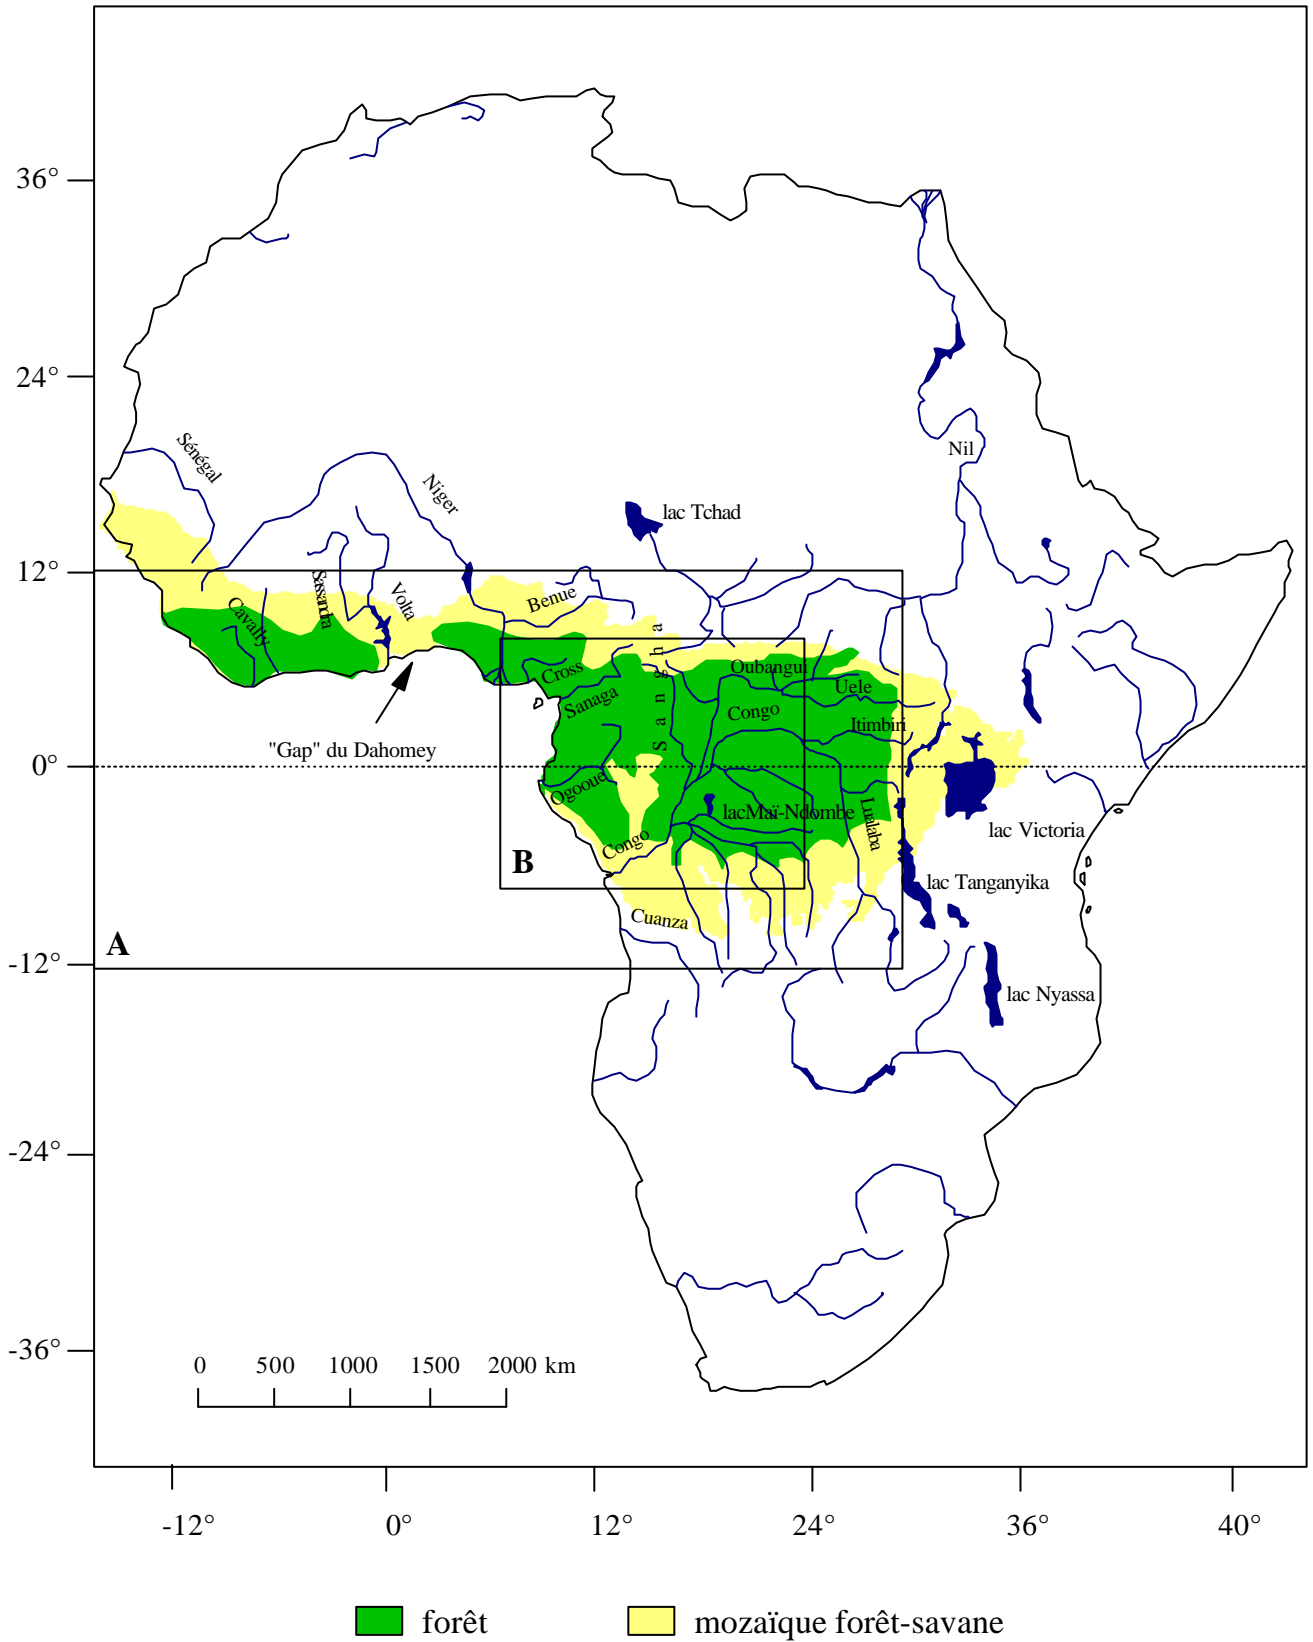 36°
24°
12°
0°
-12°
-24°
-36°
Sénégal
Niger
Nil
lac Tchad
Sassandra
Volta
Cavally
Benue
"Gap" du Dahomey
Cross
Sanaga
Sangha
Oubangui
Uele
Congo
Itimbiri
Ogooue
lacMaï-Ndombe
Lualaba
Congo
lac Victoria
B
lac Tanganyika
Cuanza
A
lac Nyassa
0 500 1000 1500 2000 km
-12° 0° 12° 24° 36° 40°
forêt
mozaïque forêt-savane